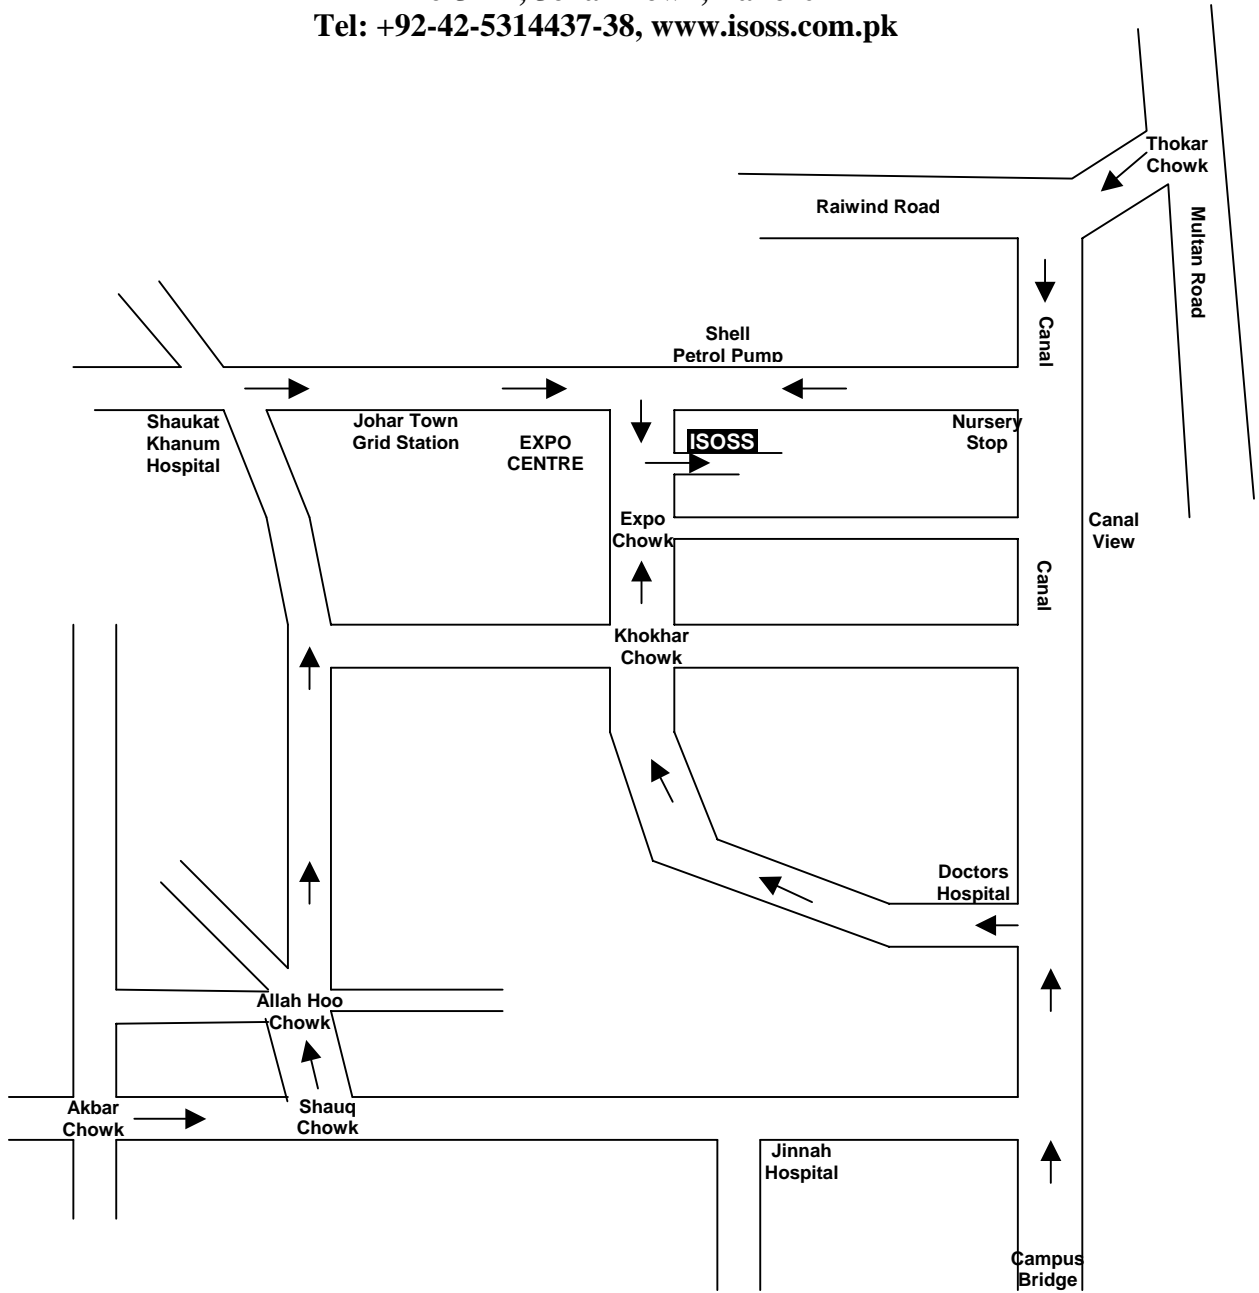 Tel: +92-42-5314437-38, www.isoss.com.pk
Thokar
Chowk
Raiwind Road
Multan Road
Canal
Shell
Petrol Pump
Shaukat
Khanum
Hospital
Johar Town
Grid Station
EXPO
CENTRE
ISOSS
Nursery
Stop
Expo
Chowk
Canal
View
Canal
Khokhar
Chowk
Doctors
Hospital
Allah Hoo
Chowk
Akbar
Chowk
Shauq
Chowk
Jinnah
Hospital
Campus
Bridge